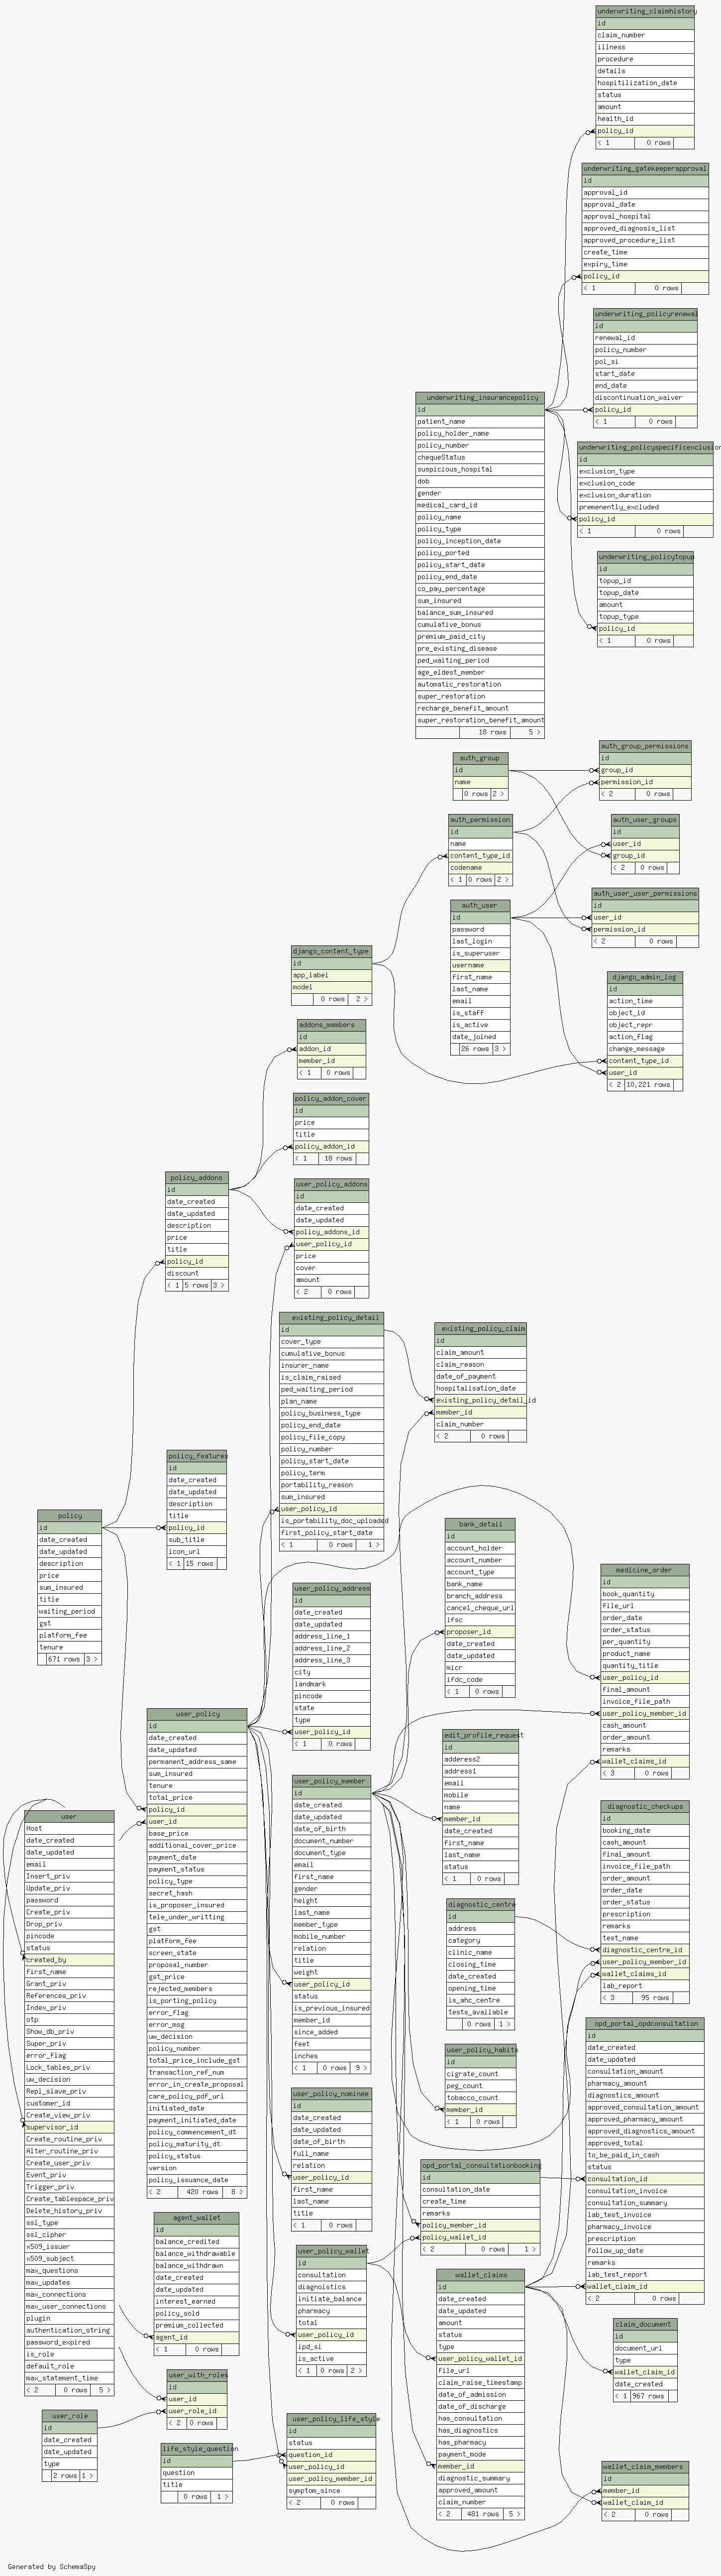 underwriting_claimhistory
id
claim_number
illness
procedure
details
hospitilization_date
status
amount
health_id
policy_id
< 1 0 rows
underwriting_gatekeeperapproval
id
approval_id
approval_date
approval_hospital
approved_diagnosis_list
approved_procedure_list
create_time
expiry_time
policy_id
< 1 0 rows
underwriting_policyrenewal
id
renewal_id
policy_number
pol_si
start_date
end_date
discontinuation_waiver
policy_id
< 1 0 rows
underwriting_policyspecificexclusion
id
exclusion_type
exclusion_code
exclusion_duration
premenently_excluded
policy_id
< 1 0 rows
underwriting_policytopup
id
topup_id
topup_date
amount
topup_type
policy_id
< 1 0 rows
underwriting_insurancepolicy
id
patient_name
policy_holder_name
policy_number
chequeStatus
suspicious_hospital
dob
gender
medical_card_id
policy_name
policy_type
policy_inception_date
policy_ported
policy_start_date
policy_end_date
co_pay_percentage
sum_insured
balance_sum_insured
cumulative_bonus
premium_paid_city
pre_existing_disease
ped_waiting_period
age_eldest_member
automatic_restoration
super_restoration
recharge_benefit_amount
super_restoration_benefit_amount
18 rows 5 >
auth_group
id
name
0 rows 2 >
auth_group_permissions
id
group_id
permission_id
< 2 0 rows
auth_permission
id
name
content_type_id
codename
< 1 0 rows 2 >
auth_user_groups
id
user_id
group_id
< 2 0 rows
auth_user
id
password
last_login
is_superuser
username
first_name
last_name
email
is_staff
is_active
date_joined
26 rows 3 >
auth_user_user_permissions
id
user_id
permission_id
< 2 0 rows
django_content_type
id
app_label
model
0 rows 2 >
django_admin_log
id
action_time
object_id
object_repr
action_flag
change_message
content_type_id
user_id
< 2 10,221 rows
addons_members
id
addon_id
member_id
< 1 0 rows
policy_addon_cover
id
price
title
policy_addon_id
< 1 18 rows
policy_addons
id
date_created
date_updated
description
price
title
policy_id
discount
< 1 5 rows 3 >
user_policy_addons
id
date_created
date_updated
policy_addons_id
user_policy_id
price
cover
amount
< 2 0 rows
existing_policy_detail
id
cover_type
cumulative_bonus
insurer_name
is_claim_raised
ped_waiting_period
plan_name
policy_business_type
policy_end_date
policy_file_copy
policy_number
policy_start_date
policy_term
portability_reason
sum_insured
user_policy_id
is_portability_doc_uploaded
first_policy_start_date
< 1 0 rows 1 >
existing_policy_claim
id
claim_amount
claim_reason
date_of_payment
hospitalisation_date
existing_policy_detail_id
member_id
claim_number
< 2 0 rows
policy_features
id
date_created
date_updated
description
title
policy_id
sub_title
icon_url
< 1 15 rows
policy
id
date_created
date_updated
description
price
sum_insured
title
waiting_period
gst
platform_fee
tenure
671 rows 3 >
bank_detail
id
account_holder
account_number
account_type
bank_name
branch_address
cancel_cheque_url
ifsc
proposer_id
date_created
date_updated
micr
ifdc_code
< 1 0 rows
medicine_order
id
book_quantity
file_url
order_date
order_status
per_quantity
product_name
quantity_title
user_policy_id
final_amount
invoice_file_path
user_policy_member_id
cash_amount
order_amount
remarks
wallet_claims_id
< 3 0 rows
user_policy_address
id
date_created
date_updated
address_line_1
address_line_2
address_line_3
city
landmark
pincode
state
type
user_policy_id
< 1 0 rows
user_policy
id
date_created
date_updated
permanent_address_same
sum_insured
tenure
total_price
policy_id
user_id
base_price
additional_cover_price
payment_date
payment_status
policy_type
secret_hash
is_proposer_insured
tele_under_writting
gst
platform_Fee
screen_state
proposal_number
gst_price
rejected_members
is_porting_policy
error_flag
error_msg
uw_decision
policy_number
total_price_include_gst
transaction_ref_num
error_in_create_proposal
care_policy_pdf_url
initiated_date
payment_initiated_date
policy_commencement_dt
policy_maturity_dt
policy_status
version
policy_issuance_date
< 2 420 rows 8 >
edit_profile_request
id
adderess2
address1
email
mobile
name
member_id
date_created
first_name
last_name
status
< 1 0 rows
user_policy_member
id
date_created
date_updated
date_of_birth
document_number
document_type
email
first_name
gender
height
last_name
member_type
mobile_number
relation
title
weight
user_policy_id
status
is_previous_insured
member_id
since_added
feet
inches
< 1 0 rows 9 >
diagnostic_checkups
id
booking_date
cash_amount
final_amount
invoice_file_path
order_amount
order_date
order_status
prescription
remarks
test_name
diagnostic_centre_id
user_policy_member_id
wallet_claims_id
lab_report
< 3 95 rows
user
Host
date_created
date_updated
email
Insert_priv
Update_priv
password
Create_priv
Drop_priv
pincode
status
created_by
first_name
Grant_priv
References_priv
Index_priv
otp
Show_db_priv
Super_priv
error_flag
Lock_tables_priv
uw_decision
Repl_slave_priv
customer_id
Create_view_priv
supervisor_id
Create_routine_priv
Alter_routine_priv
Create_user_priv
Event_priv
Trigger_priv
Create_tablespace_priv
Delete_history_priv
ssl_type
ssl_cipher
x509_issuer
x509_subject
max_questions
max_updates
max_connections
max_user_connections
plugin
authentication_string
password_expired
is_role
default_role
max_statement_time
< 2 0 rows 5 >
diagnostic_centre
id
address
category
clinic_name
closing_time
date_created
opening_time
is_ahc_centre
tests_available
0 rows 1 >
opd_portal_opdconsultation
id
date_created
date_updated
consultation_amount
pharmacy_amount
diagnostics_amount
approved_consultation_amount
approved_pharmacy_amount
approved_diagnostics_amount
approved_total
to_be_paid_in_cash
status
consultation_id
consultation_invoice
consultation_summary
lab_test_invoice
pharmacy_invoice
prescription
follow_up_date
remarks
lab_test_report
wallet_claim_id
< 2 0 rows
user_policy_habits
id
cigrate_count
peg_count
tobacco_count
member_id
< 1 0 rows
user_policy_nominee
id
date_created
date_updated
date_of_birth
full_name
relation
user_policy_id
first_name
last_name
title
< 1 0 rows
opd_portal_consultationbooking
id
consultation_date
create_time
remarks
policy_member_id
policy_wallet_id
< 2 0 rows 1 >
agent_wallet
id
balance_credited
balance_withdrawable
balance_withdrawn
date_created
date_updated
interest_earned
policy_sold
premium_collected
agent_id
< 1 0 rows
user_policy_wallet
id
consultation
diagnostics
initiate_balance
pharmacy
total
user_policy_id
ipd_si
is_active
< 1 0 rows 2 >
wallet_claims
id
date_created
date_updated
amount
status
type
user_policy_wallet_id
file_url
claim_raise_timestamp
date_of_admission
date_of_discharge
has_consultation
has_diagnostics
has_pharmacy
payment_mode
member_id
diagnostic_summary
approved_amount
claim_number
< 2 481 rows 5 >
claim_document
id
document_url
type
wallet_claim_id
date_created
< 1 967 rows
user_with_roles
id
user_id
user_role_id
< 2 0 rows
user_role
id
date_created
date_updated
type
2 rows 1 >
life_style_question
id
question
title
0 rows 1 >
user_policy_life_style
id
status
question_id
user_policy_id
user_policy_member_id
symptom_since
< 2 0 rows
wallet_claim_members
id
member_id
wallet_claim_id
< 2 0 rows
Generated by SchemaSpy